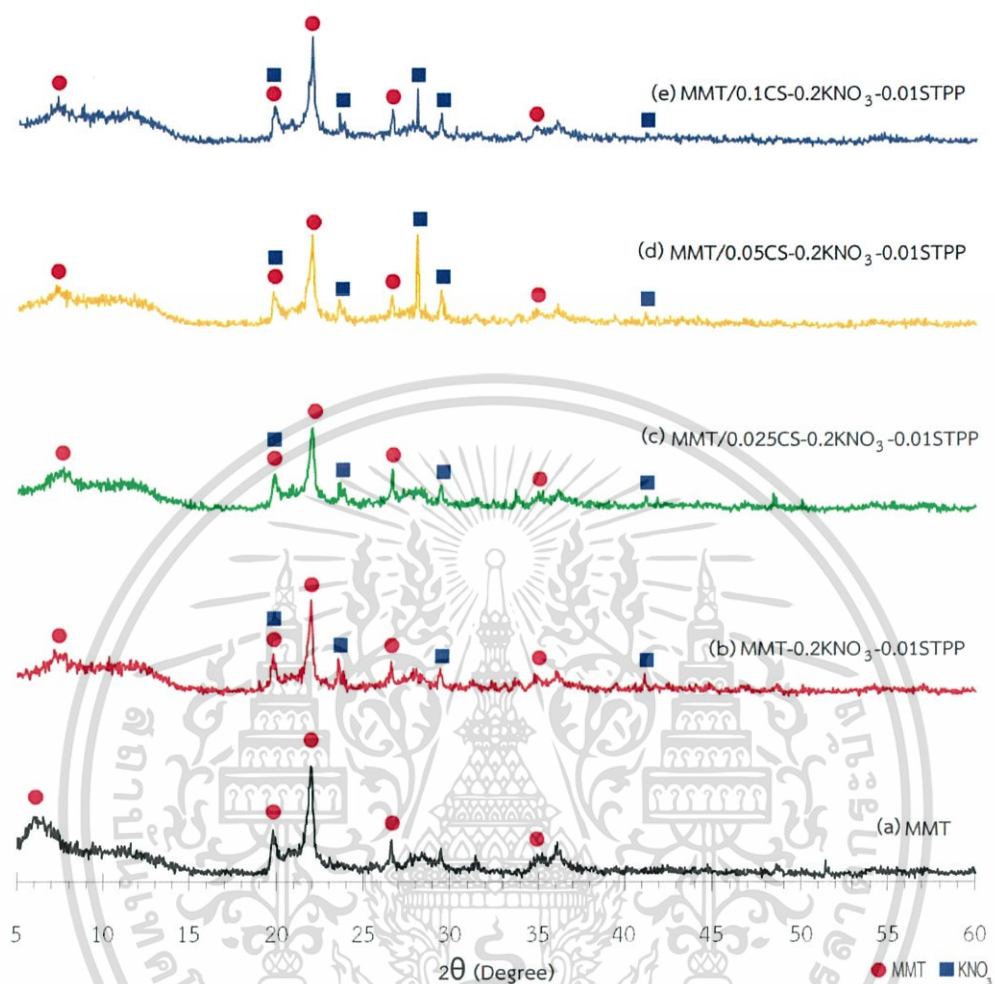 (e) MMT/0.1CS-0.2KNO₃-0.01STPP
(d) MMT/0.05CS-0.2KNO₃-0.01STPP
(c) MMT/0.025CS-0.2KNO₃-0.01STPP
(b) MMT-0.2KNO₃-0.01STPP
(a) MMT
5 10 15 20 25 30 35 40 45 50 55 60
2θ (Degree)
MMT KNO₃